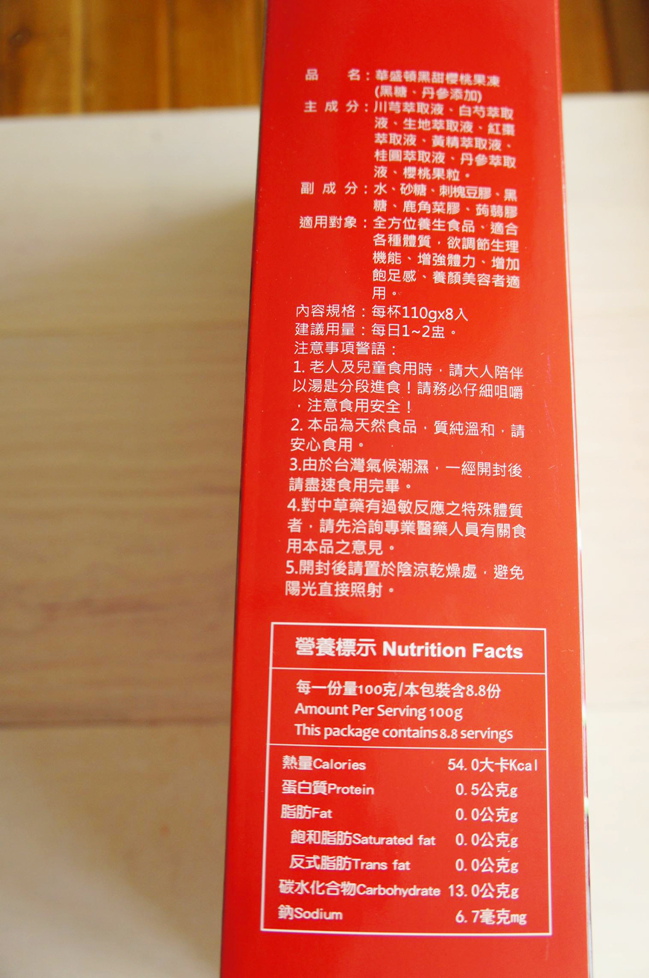 品 名：華盛頓黑甜櫻桃果凍
(黑糖、丹參添加)
主 成 分：川芎萃取液、白芍萃取
液、生地萃取液、紅棗
萃取液、黃精萃取液、
桂圓萃取液、丹參萃取
液、櫻桃果粒。
副 成 分：水、砂糖、刺槐豆膠、黑
糖、鹿角菜膠、蒟蒻膠
適用對象：全方位養生食品、適合
各種體質，欲調節生理
機能、增強體力、增加
飽足感、養顏美容者適
用。
內容規格：每杯110gx8入
建議用量：每日1~2盅。
注意事項警語：
1. 老人及兒童食用時，請大人陪伴
以湯匙分段進食！請務必仔細咀嚼
，注意食用安全！
2. 本品為天然食品，質純溫和，請
安心食用。
3.由於台灣氣候潮濕，一經開封後
請盡速食用完畢。
4.對中草藥有過敏反應之特殊體質
者，請先洽詢專業醫藥人員有關食
用本品之意見。
5.開封後請置於陰涼乾燥處，避免
陽光直接照射。
營養標示 Nutrition Facts
每一份量100克/本包裝含8.8份
Amount Per Serving 100g
This package contains 8.8 servings
熱量Calories 54.0大卡Kcal
蛋白質Protein 0.5公克g
脂肪Fat 0.0公克g
飽和脂肪Saturated fat 0.0公克g
反式脂肪Trans fat 0.0公克g
碳水化合物Carbohydrate 13.0公克g
鈉Sodium 6.7毫克mg